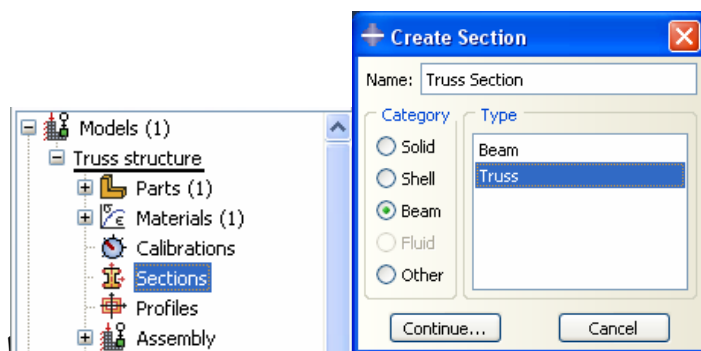 Models (1)
Truss structure
Parts (1)
Materials (1)
Calibrations
Sections
Profiles
Assembly
Create Section
Name: Truss Section
Category
Solid
Shell
Beam
Fluid
Other
Type
Beam
Truss
Continue...
Cancel